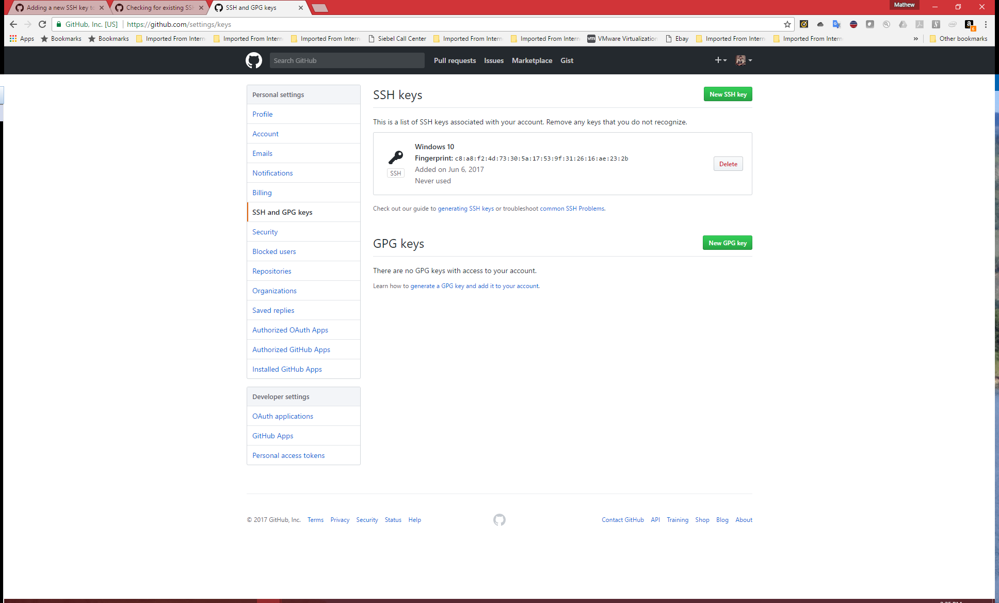 Adding a new SSH key to
Checking for existing SSH
SSH and GPG keys
Mathew
GitHub, Inc. [US]
https://github.com/settings/keys
Apps
Bookmarks
Bookmarks
Imported From Intern
Imported From Intern
Imported From Intern
Siebel Call Center
Imported From Intern
Imported From Intern
vm VMware Virtualization
Ebay
Imported From Intern
Imported From Intern
»
Other bookmarks
Search GitHub
Pull requests
Issues
Marketplace
Gist
Personal settings
Profile
Account
Emails
Notifications
Billing
SSH and GPG keys
Security
Blocked users
Repositories
Organizations
Saved replies
Authorized OAuth Apps
Authorized GitHub Apps
Installed GitHub Apps
Developer settings
OAuth applications
GitHub Apps
Personal access tokens
SSH keys
New SSH key
This is a list of SSH keys associated with your account. Remove any keys that you do not recognize.
SSH
Windows 10
Fingerprint: c8:a8:f2:4d:73:30:5a:17:53:9f:31:26:16:ae:23:2b
Added on Jun 6, 2017
Never used
Delete
Check out our guide to generating SSH keys or troubleshoot common SSH Problems.
GPG keys
New GPG key
There are no GPG keys with access to your account.
Learn how to generate a GPG key and add it to your account.
© 2017 GitHub, Inc.
Terms
Privacy
Security
Status
Help
Contact GitHub
API
Training
Shop
Blog
About